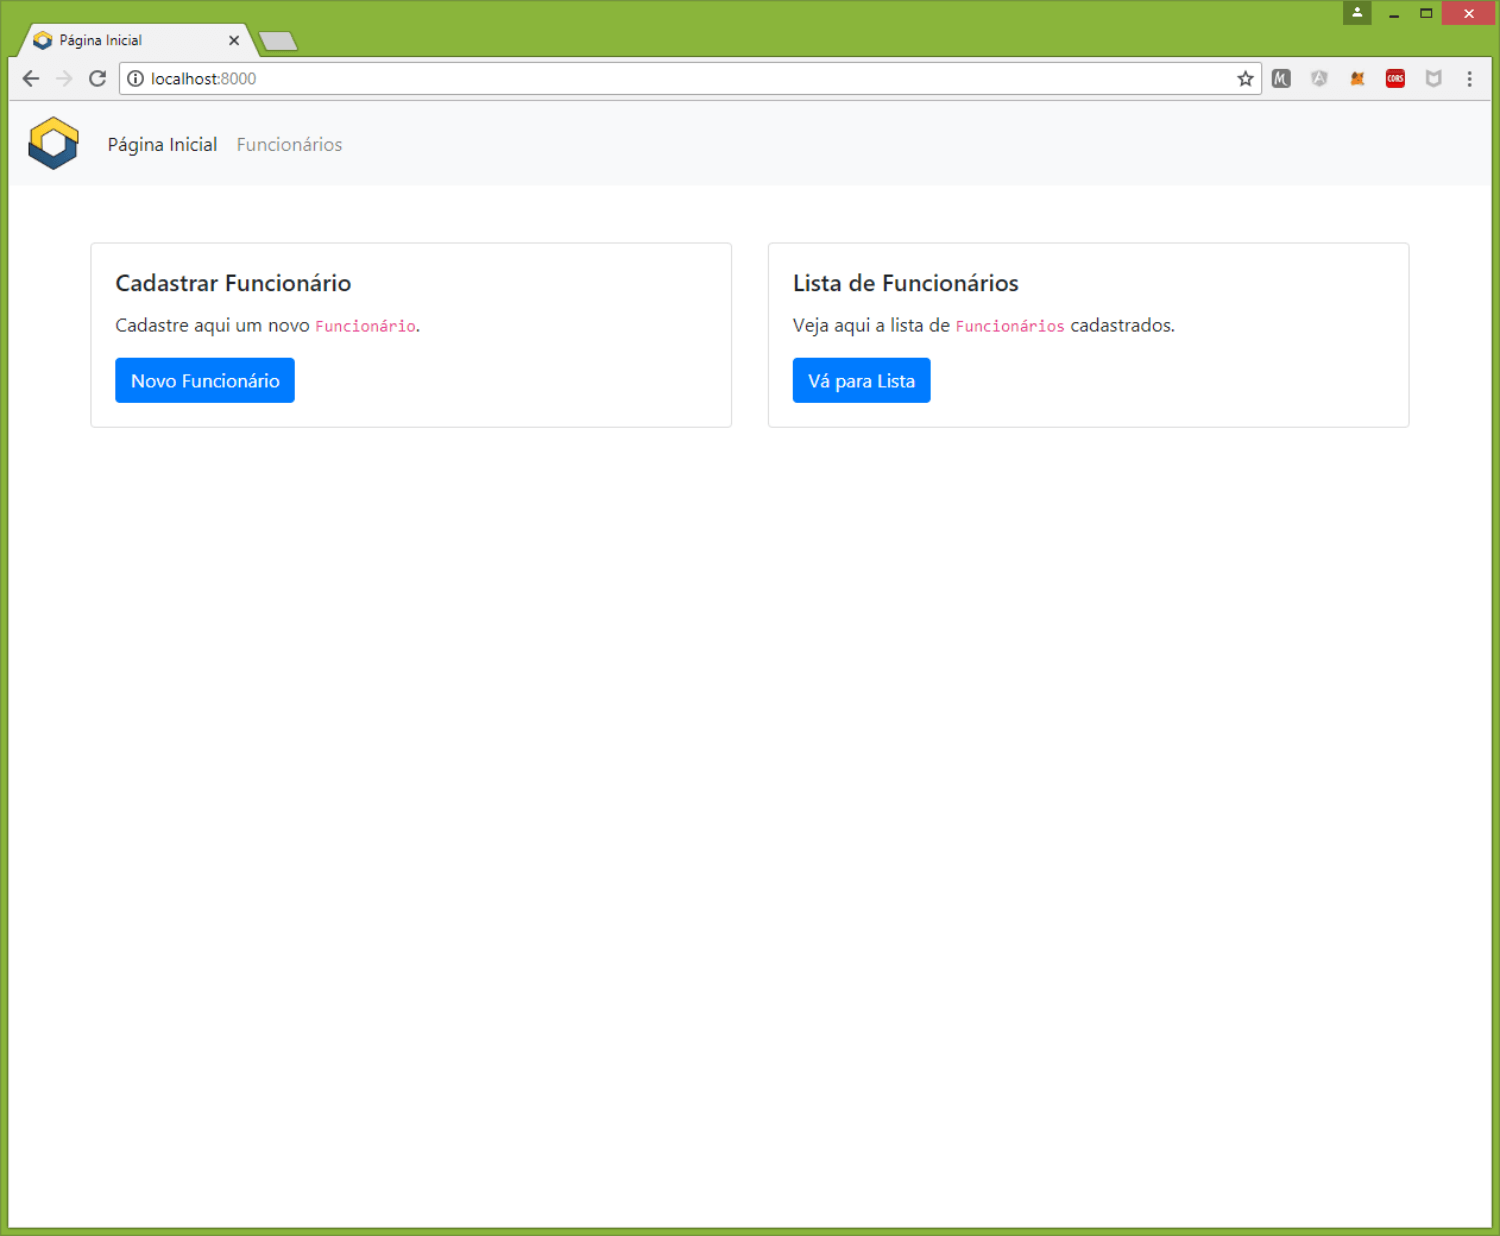 Página Inicial
localhost:8000
CORS
Página Inicial Funcionários
Cadastrar Funcionário
Cadastre aqui um novo Funcionário.
Novo Funcionário
Lista de Funcionários
Veja aqui a lista de Funcionários cadastrados.
Vá para Lista